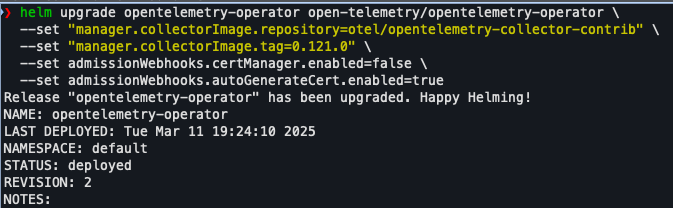 ❯ helm upgrade opentelemetry-operator open-telemetry/opentelemetry-operator \
--set "manager.collectorImage.repository=otel/opentelemetry-collector-contrib" \
--set "manager.collectorImage.tag=0.121.0" \
--set admissionWebhooks.certManager.enabled=false \
--set admissionWebhooks.autoGenerateCert.enabled=true
Release "opentelemetry-operator" has been upgraded. Happy Helming!
NAME: opentelemetry-operator
LAST DEPLOYED: Tue Mar 11 19:24:10 2025
NAMESPACE: default
STATUS: deployed
REVISION: 2
NOTES: